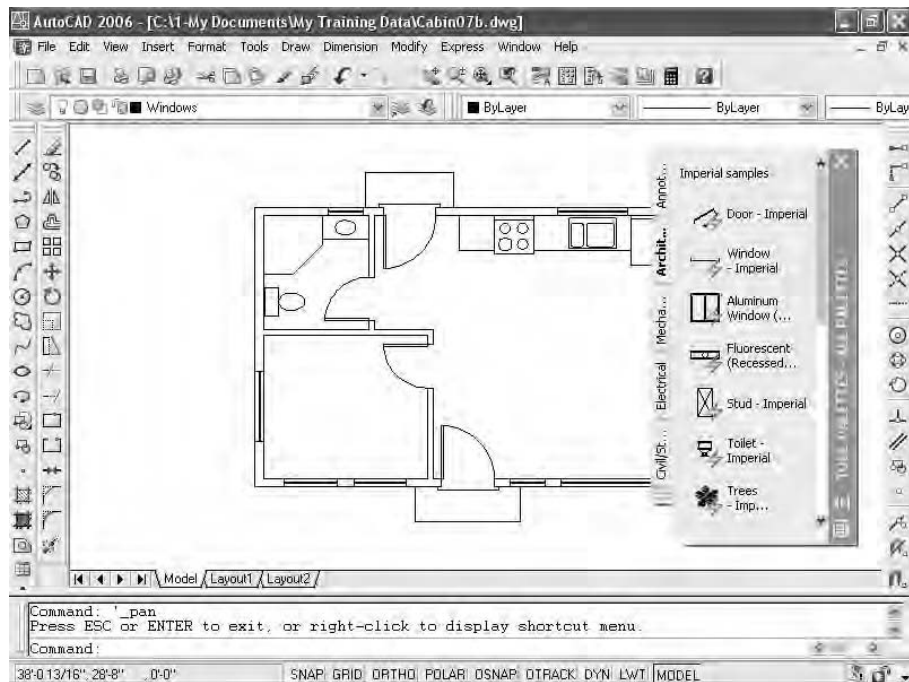 AutoCAD 2006 - [C:\1-My Documents\My Training Data\Cabin07b.dwg]
File Edit View Insert Format Tools Draw Dimension Modify Express Window Help
Windows
ByLayer
ByLayer
ByLay
Annot...
Archit...
Mecha...
Electrical
Civil/St...
Imperial samples
Door - Imperial
Window
- Imperial
Aluminum
Window (...
Fluorescent
(Recessed...
Stud - Imperial
Toilet -
Imperial
Trees
- Imp...
TOOL PALETTES - ALL PALETTES
Model Layout1 Layout2
Command: '_pan
Press ESC or ENTER to exit, or right-click to display shortcut menu.
Command:
38'-0 13/16", 28'-8" , 0'-0" SNAP GRID ORTHO POLAR OSNAP OTRACK DYN LWT MODEL